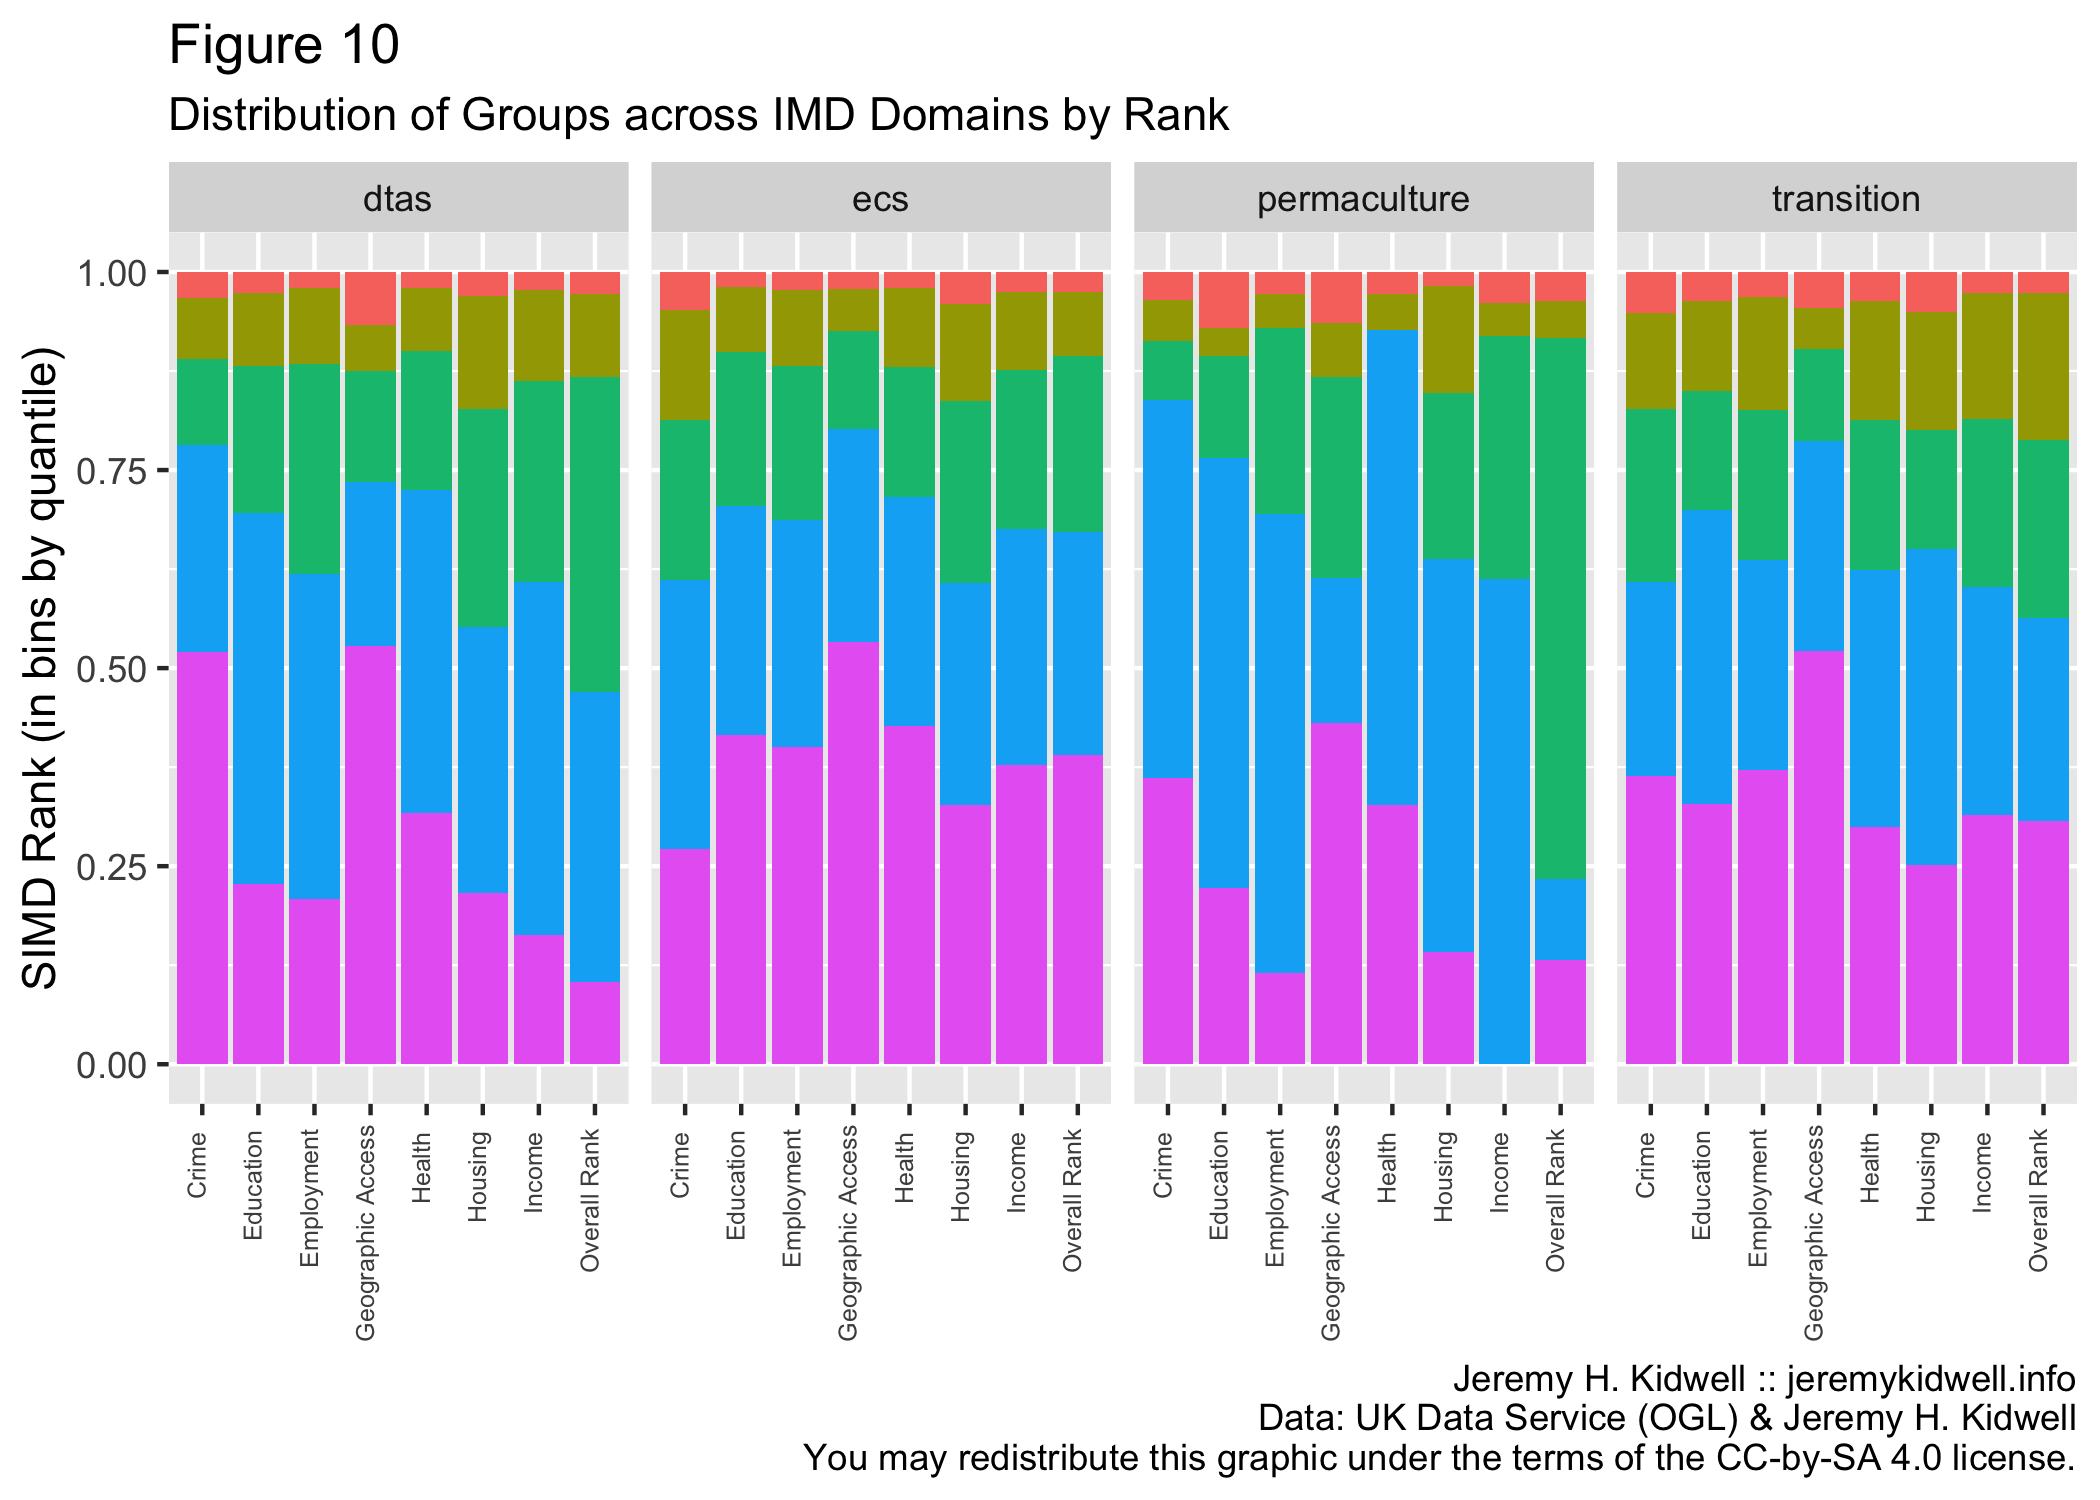 Figure 10
Distribution of Groups across IMD Domains by Rank
dtas
ecs
permaculture
transition
SIMD Rank (in bins by quantile)
1.00
0.75
0.50
0.25
0.00
Crime
Education
Employment
Geographic Access
Health
Housing
Income
Overall Rank
Crime
Education
Employment
Geographic Access
Health
Housing
Income
Overall Rank
Crime
Education
Employment
Geographic Access
Health
Housing
Income
Overall Rank
Crime
Education
Employment
Geographic Access
Health
Housing
Income
Overall Rank
Jeremy H. Kidwell :: jeremykidwell.info
Data: UK Data Service (OGL) & Jeremy H. Kidwell
You may redistribute this graphic under the terms of the CC-by-SA 4.0 license.